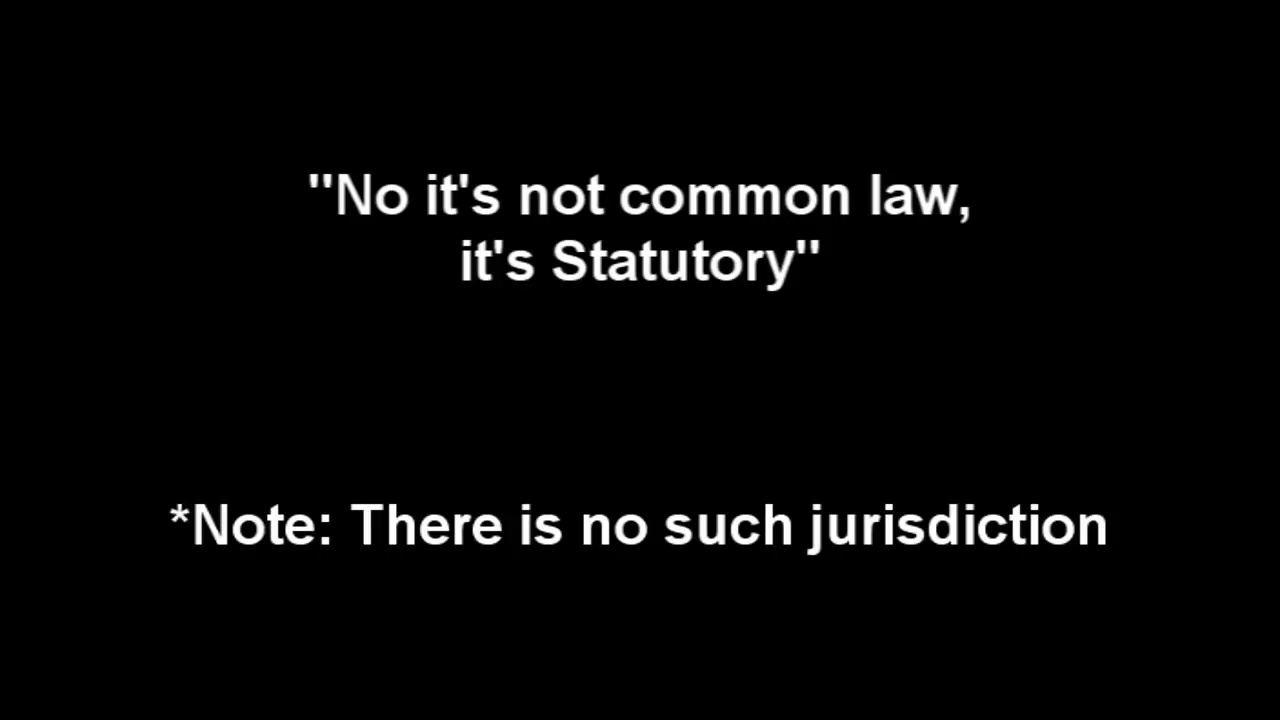 "No it's not common law,
it's Statutory"
*Note: There is no such jurisdiction